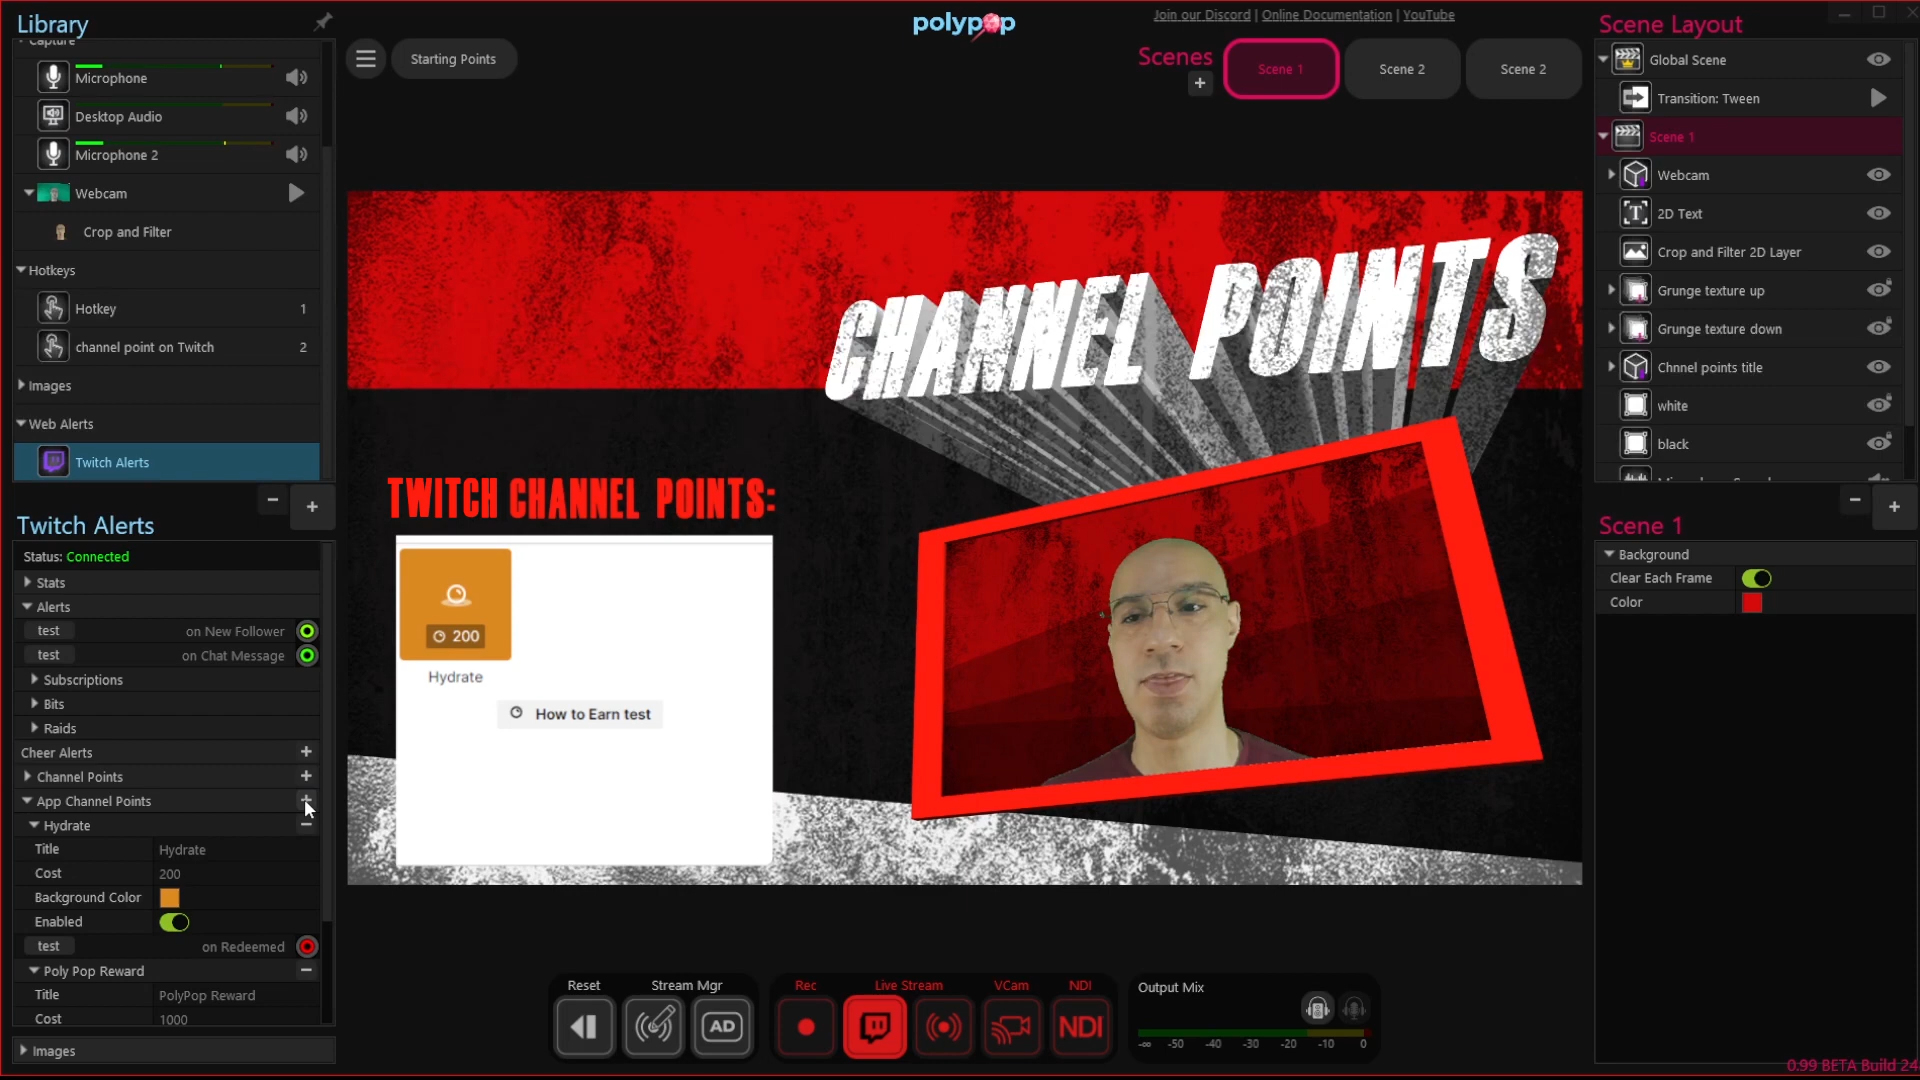 Library
polypop
Join our Discord | Online Documentation | YouTube
Scene Layout
Capture
Microphone
Desktop Audio
Microphone 2
Webcam
Crop and Filter
Hotkeys
Hotkey 1
channel point on Twitch 2
Images
Web Alerts
Twitch Alerts
Starting Points
Scenes
+
Scene 1
Scene 2
Scene 2
Global Scene
Transition: Tween
Scene 1
Webcam
2D Text
Crop and Filter 2D Layer
Grunge texture up
Grunge texture down
Chnnel points title
white
black
CHANNEL POINTS
TWITCH CHANNEL POINTS:
200
Hydrate
How to Earn test
Twitch Alerts
Status: Connected
Stats
Alerts
test on New Follower
test on Chat Message
Subscriptions
Bits
Raids
Cheer Alerts +
Channel Points +
App Channel Points
Hydrate
Title Hydrate
Cost 200
Background Color
Enabled
test on Redeemed
Poly Pop Reward
Title PolyPop Reward
Cost 1000
Images
Scene 1
Background
Clear Each Frame
Color
Reset
Stream Mgr
AD
Rec
Live Stream
VCam
NDI
NDI
Output Mix
-∞ -50 -40 -30 -20 -10 0
0.99 BETA Build 24